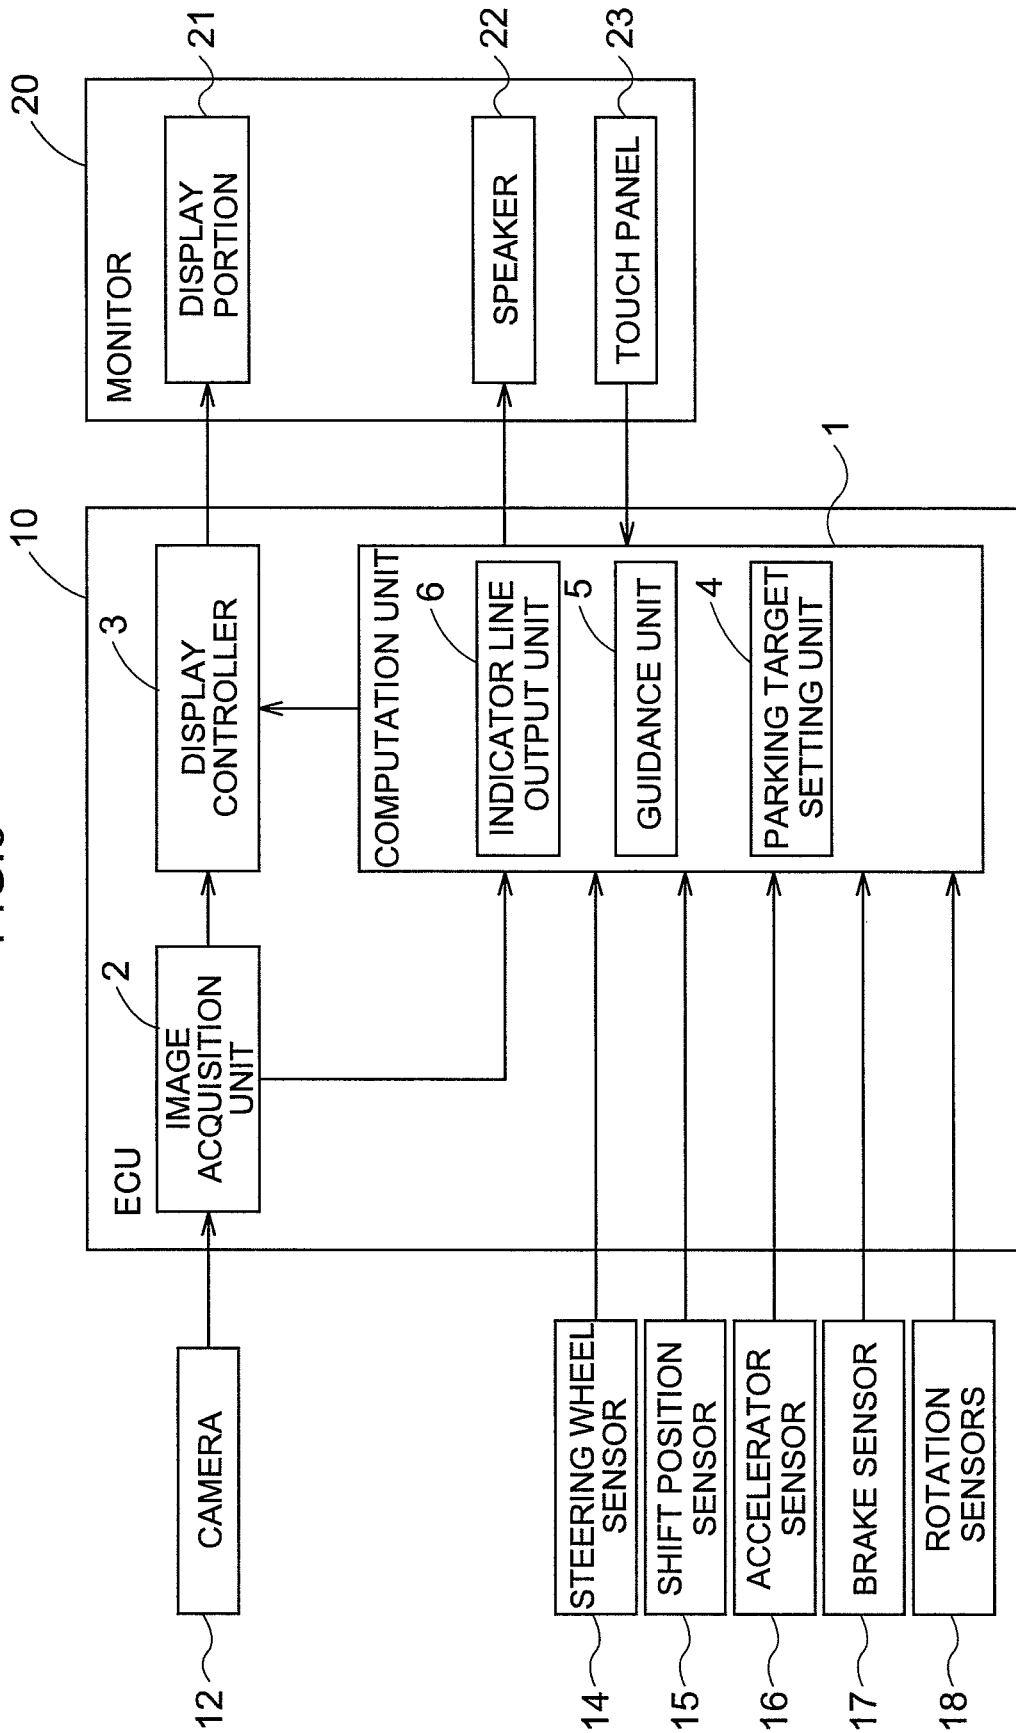 20
MONITOR
DISPLAY
PORTION
21
SPEAKER
22
TOUCH PANEL
23
10
ECU
2
IMAGE
ACQUISITION
UNIT
3
DISPLAY
CONTROLLER
COMPUTATION UNIT
1
6
INDICATOR LINE
OUTPUT UNIT
5
GUIDANCE UNIT
4
PARKING TARGET
SETTING UNIT
12
CAMERA
14
STEERING WHEEL
SENSOR
15
SHIFT POSITION
SENSOR
16
ACCELERATOR
SENSOR
17
BRAKE SENSOR
18
ROTATION
SENSORS